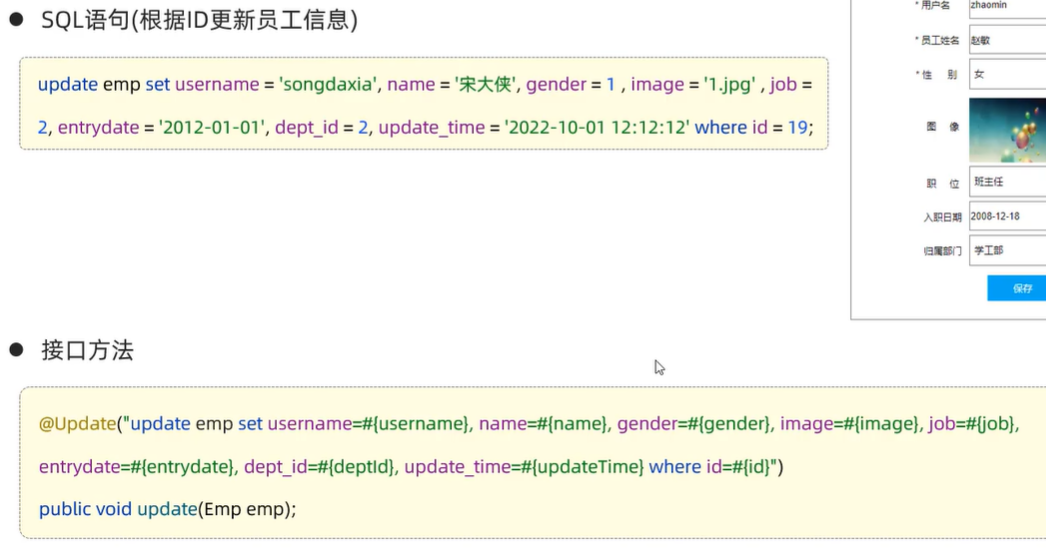 ● SQL语句(根据ID更新员工信息)
update emp set username = 'songdaxia', name = '宋大侠', gender = 1 , image = '1.jpg' , job =
2, entrydate = '2012-01-01', dept_id = 2, update_time = '2022-10-01 12:12:12' where id = 19;
* 用户名 zhaomin
* 员工姓名 赵敏
* 性 别 女
图 像
职 位 班主任
入职日期 2008-12-18
归属部门 学工部
保存
● 接口方法
@Update("update emp set username=#{username}, name=#{name}, gender=#{gender}, image=#{image}, job=#{job},
entrydate=#{entrydate}, dept_id=#{deptId}, update_time=#{updateTime} where id=#{id}")
public void update(Emp emp);